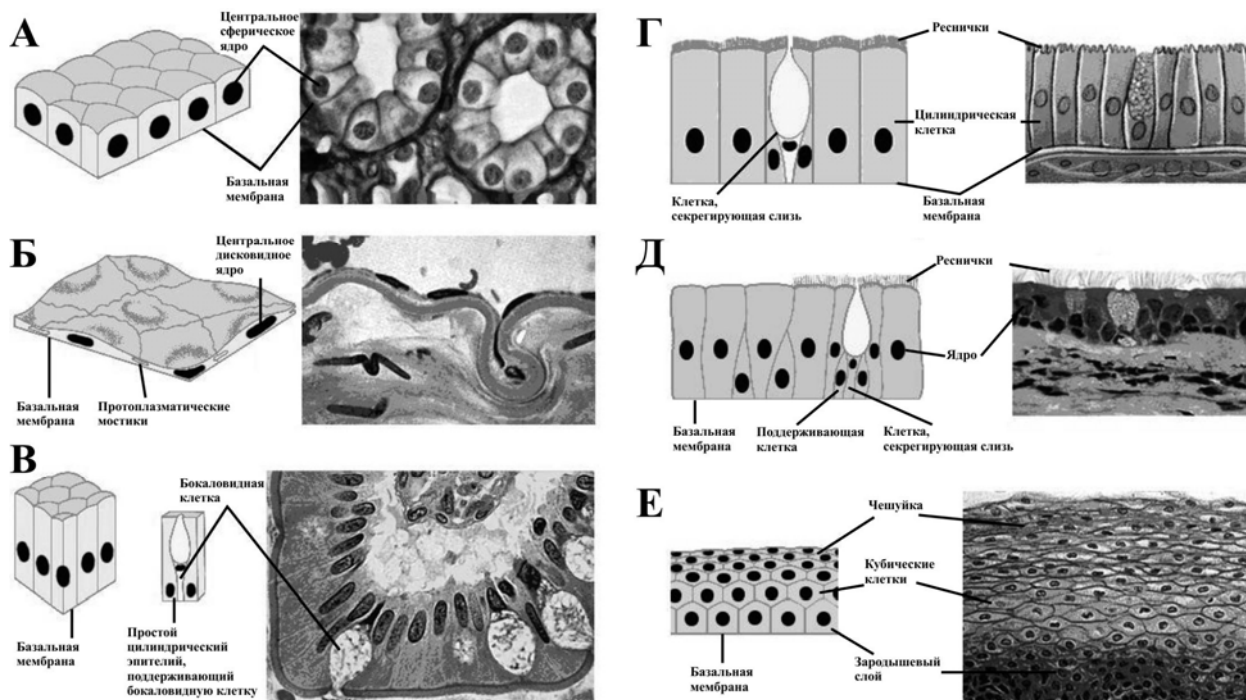 А
Центральное
сферическое
ядро
Базальная
мембрана
Б
Центральное
дисковидное
ядро
Базальная
мембрана
Протоплазматические
мостики
В
Бокаловидная
клетка
Базальная
мембрана
Простой
цилиндрический
эпителий,
поддерживающий
бокаловидную клетку
Г
Реснички
Цилиндрическая
клетка
Клетка,
секрегирующая слизь
Базальная
мембрана
Д
Реснички
Ядро
Базальная
мембрана
Поддерживающая
клетка
Клетка,
секрегирующая слизь
Е
Чешуйка
Кубические
клетки
Базальная
мембрана
Зародышевый
слой